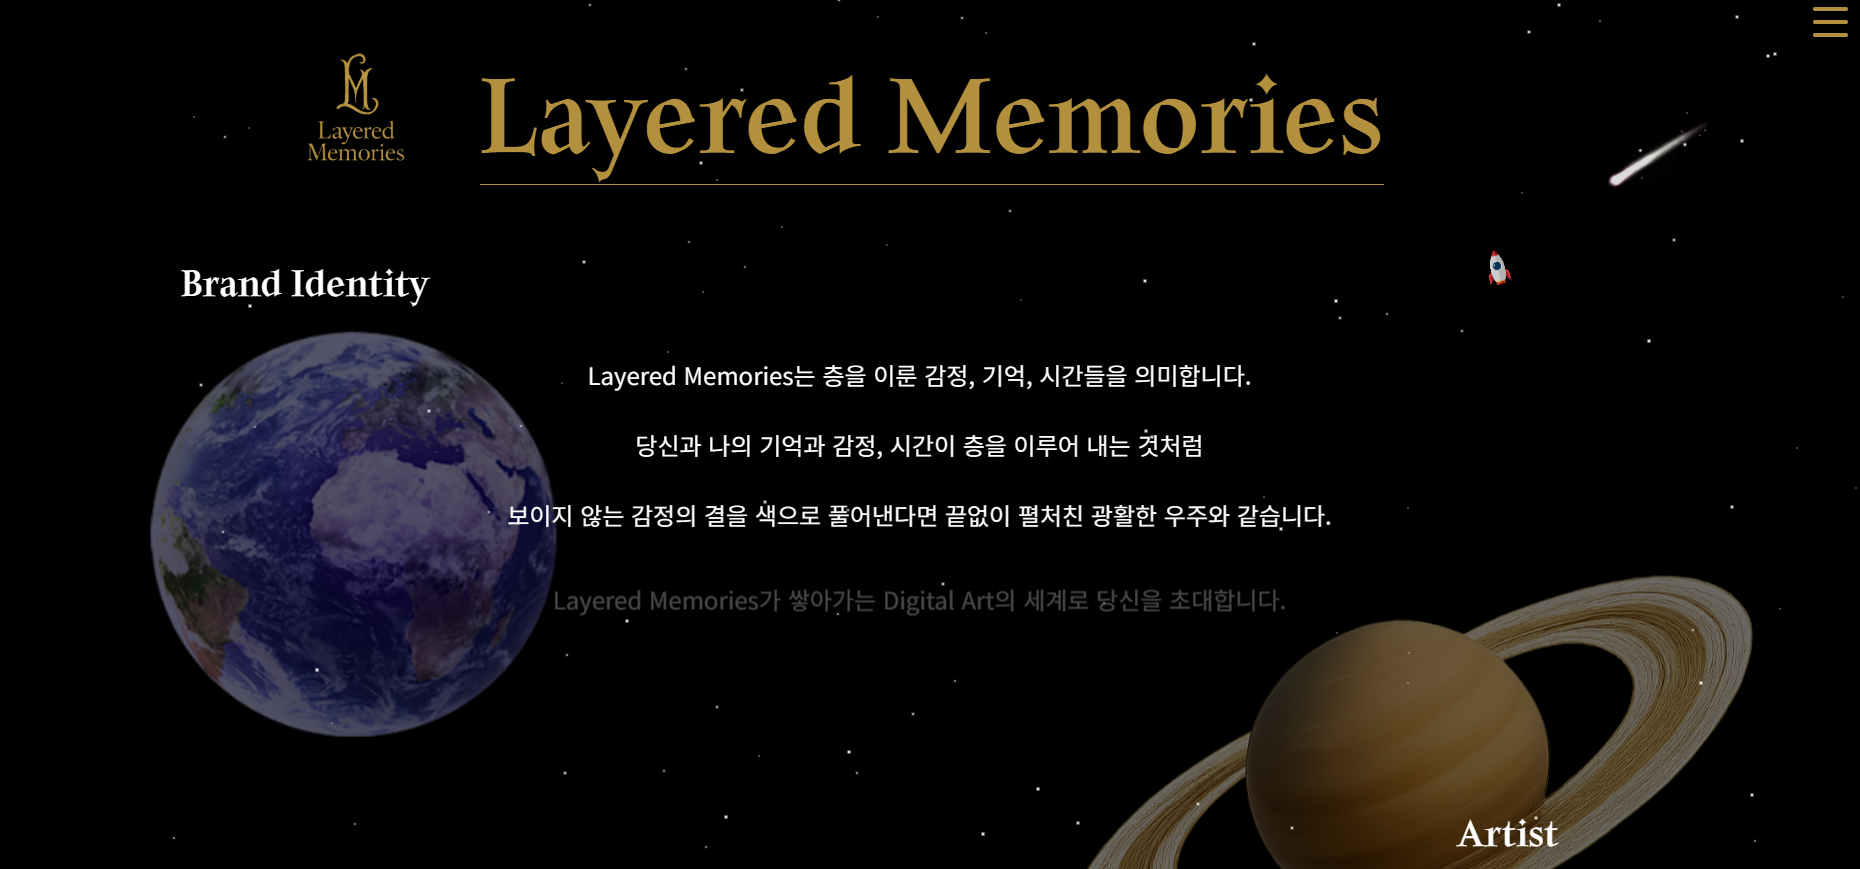 Layered
Memories
Layered Memories
Brand Identity
Layered Memories는 층을 이룬 감정, 기억, 시간들을 의미합니다.
당신과 나의 기억과 감정, 시간이 층을 이루어 내는 것처럼
보이지 않는 감정의 결을 색으로 풀어낸다면 끝없이 펼처친 광활한 우주와 같습니다.
Layered Memories가 쌓아가는 Digital Art의 세계로 당신을 초대합니다.
Artist